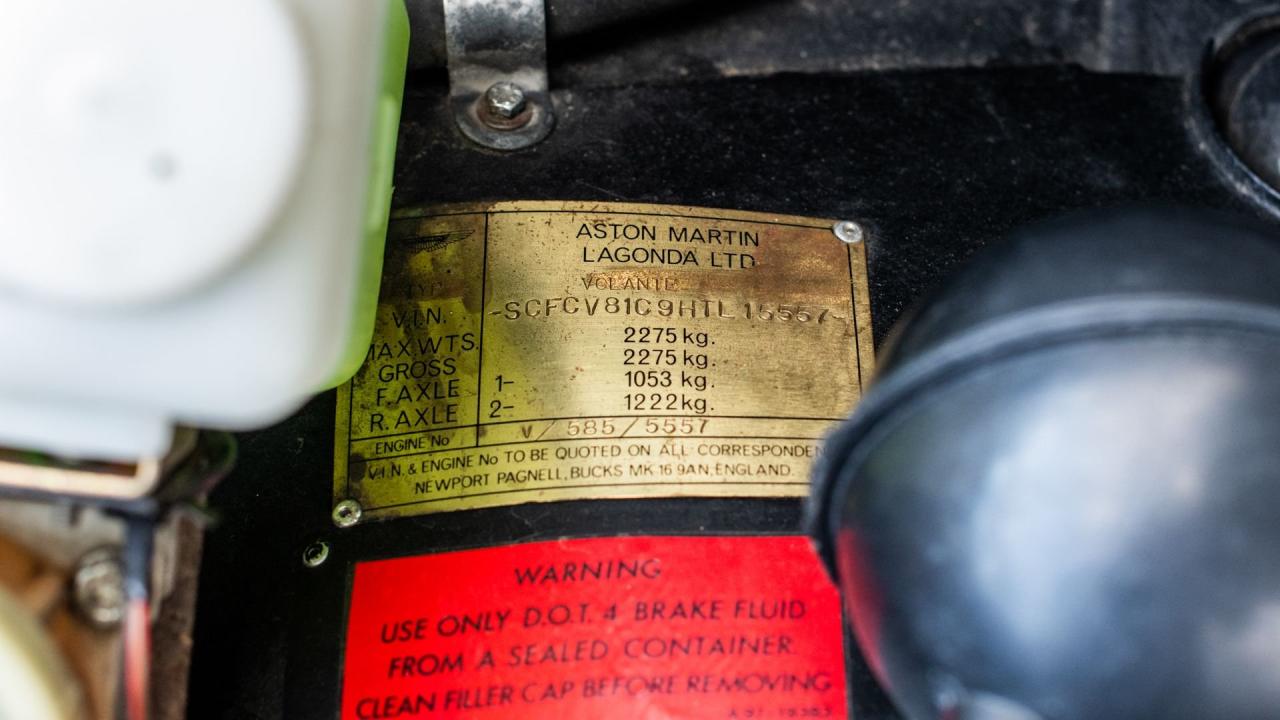 ASTON MARTIN
LAGONDA LTD
TYP VOLANTE
V.I.N. -SCFCV81C9HTL15557-
MAX.WTS. 2275 kg.
GROSS 2275 kg.
F. AXLE 1- 1053 kg.
R. AXLE 2- 1222 kg.
ENGINE No V/585/5557
V.I.N. & ENGINE No TO BE QUOTED ON ALL CORRESPONDEN
NEWPORT PAGNELL, BUCKS MK16 9AN, ENGLAND.
WARNING
USE ONLY D.O.T. 4 BRAKE FLUID
FROM A SEALED CONTAINER.
CLEAN FILLER CAP BEFORE REMOVING